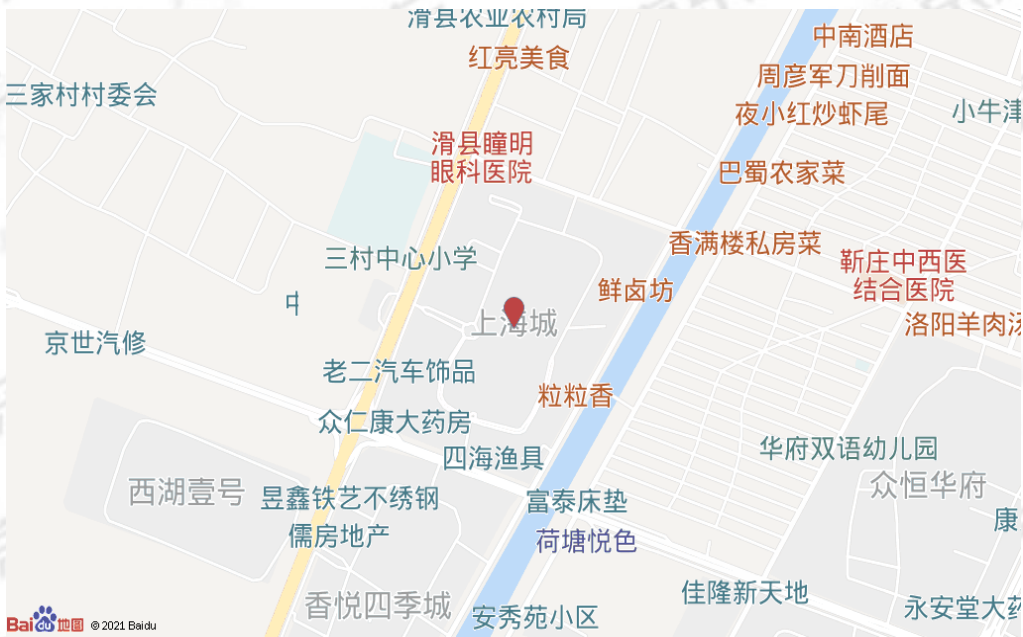 滑县农业农村局
中南酒店
红亮美食
周彦军刀削面
三家村村委会
夜小红炒虾尾
小牛津
滑县瞳明
眼科医院
巴蜀农家菜
香满楼私房菜
三村中心小学
靳庄中西医
结合医院
鲜卤坊
上海城
洛阳羊肉汤
京世汽修
老二汽车饰品
粒粒香
众仁康大药房
华府双语幼儿园
四海渔具
众恒华府
西湖壹号
昱鑫铁艺不绣钢
富泰床垫
康
儒房地产
荷塘悦色
佳隆新天地
香悦四季城
永安堂大药
安秀苑小区
Baidu地图 © 2021 Baidu